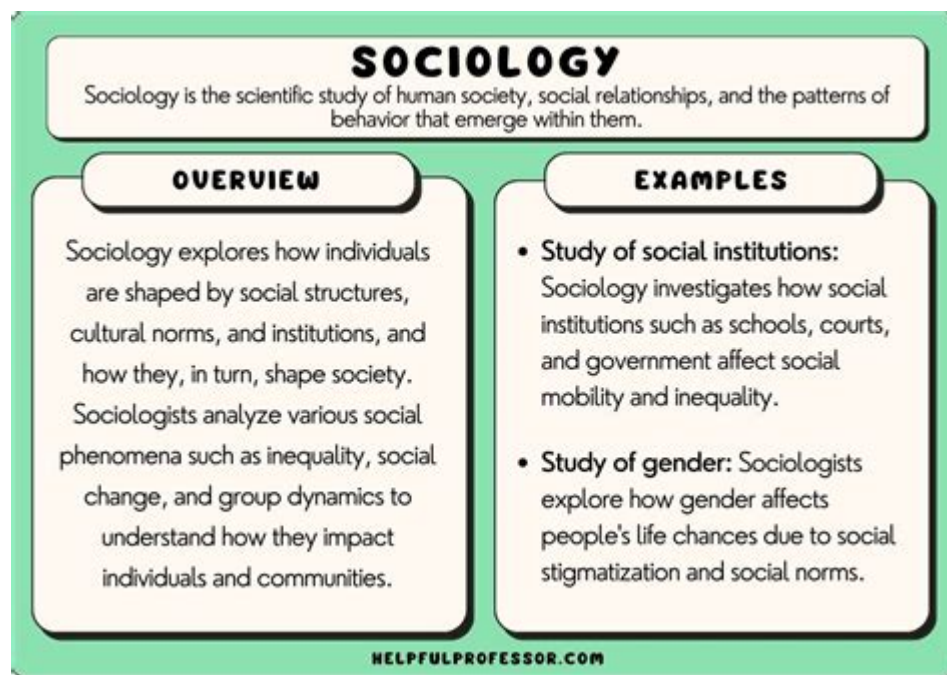 SOCIOLOGY
Sociology is the scientific study of human society, social relationships, and the patterns of
behavior that emerge within them.
OVERVIEW
Sociology explores how individuals
are shaped by social structures,
cultural norms, and institutions, and
how they, in turn, shape society.
Sociologists analyze various social
phenomena such as inequality, social
change, and group dynamics to
understand how they impact
individuals and communities.
EXAMPLES
• Study of social institutions:
Sociology investigates how social
institutions such as schools, courts,
and government affect social
mobility and inequality.
• Study of gender: Sociologists
explore how gender affects
people's life chances due to social
stigmatization and social norms.
HELPFULPROFESSOR.COM